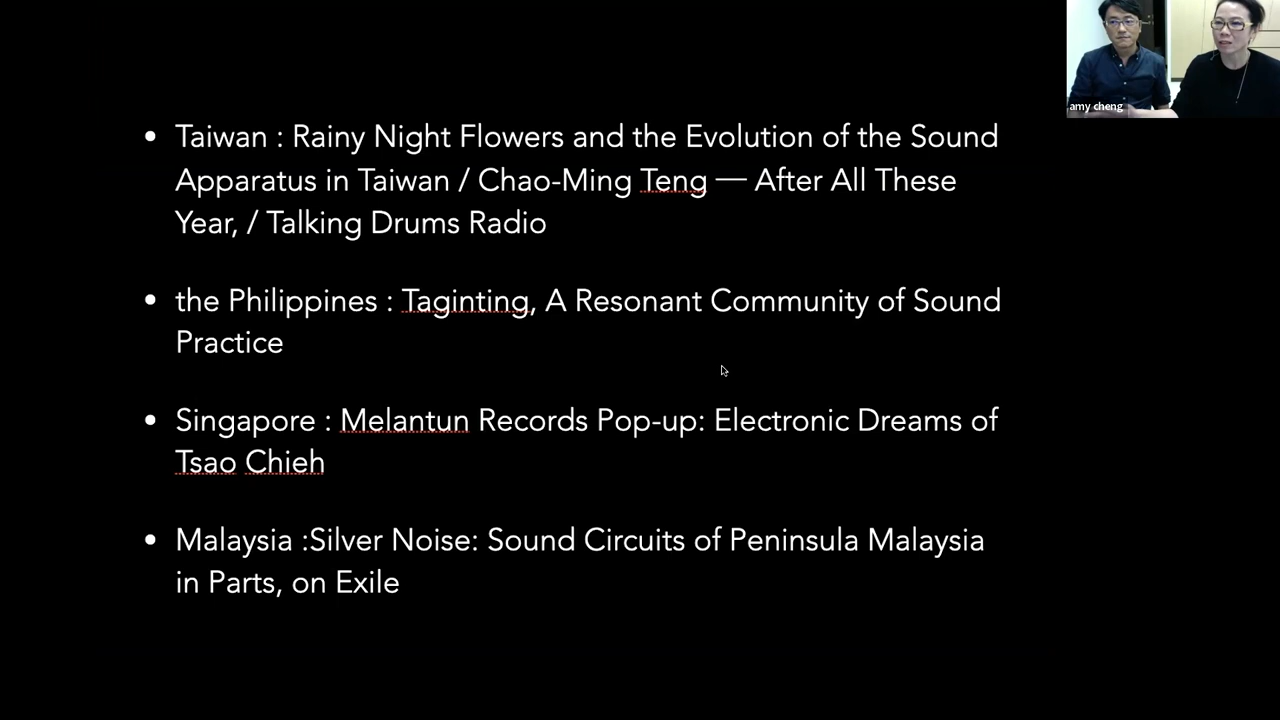 amy cheng
• Taiwan : Rainy Night Flowers and the Evolution of the Sound
Apparatus in Taiwan / Chao-Ming Teng — After All These
Year, / Talking Drums Radio
• the Philippines : Taginting, A Resonant Community of Sound
Practice
• Singapore : Melantun Records Pop-up: Electronic Dreams of
Tsao Chieh
• Malaysia :Silver Noise: Sound Circuits of Peninsula Malaysia
in Parts, on Exile